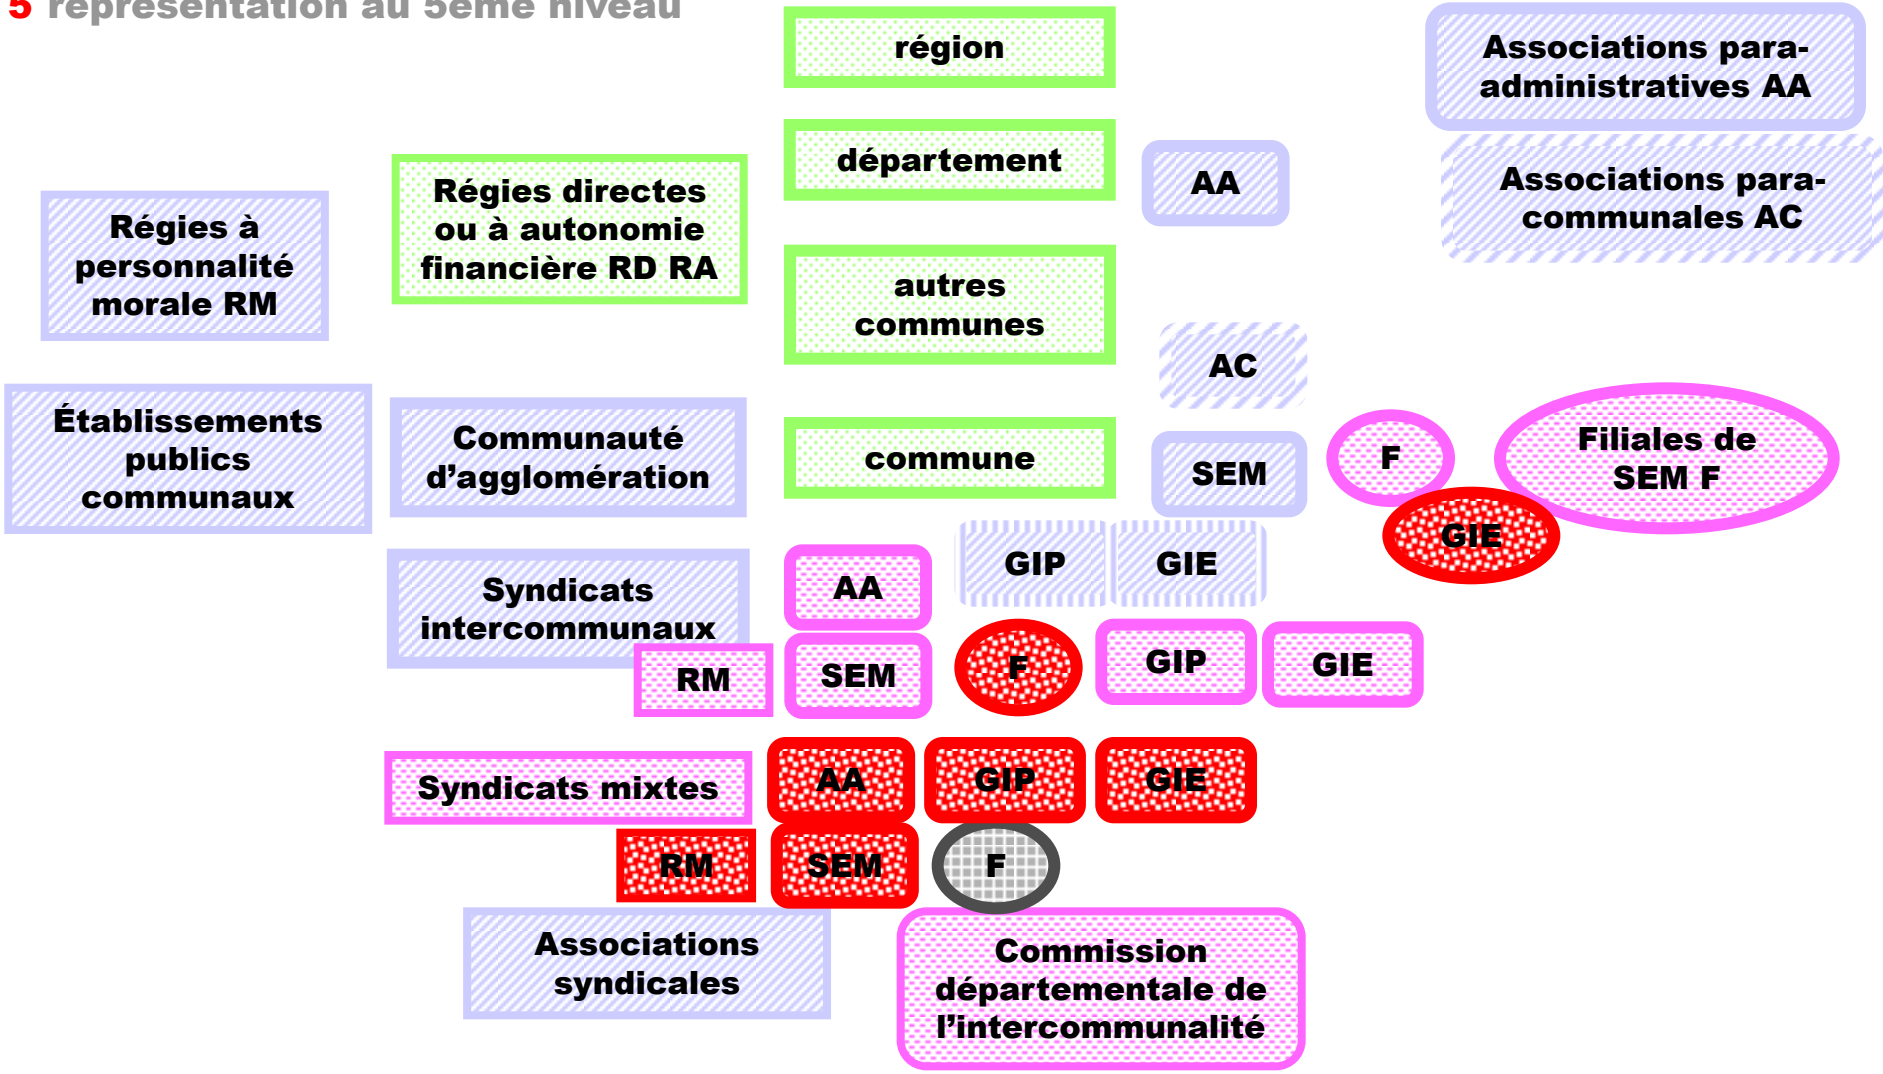 5 représentation au 5ème niveau
région
Associations para-
administratives AA
département
AA
Associations para-
communales AC
Régies directes
ou à autonomie
financière RD RA
Régies à
personnalité
morale RM
autres
communes
AC
Établissements
publics
communaux
Communauté
d’agglomération
commune
SEM
F
Filiales de
SEM F
GIE
Syndicats
intercommunaux
AA
GIP
GIE
RM
SEM
F
GIP
GIE
Syndicats mixtes
AA
GIP
GIE
RM
SEM
F
Associations
syndicales
Commission
départementale de
l’intercommunalité